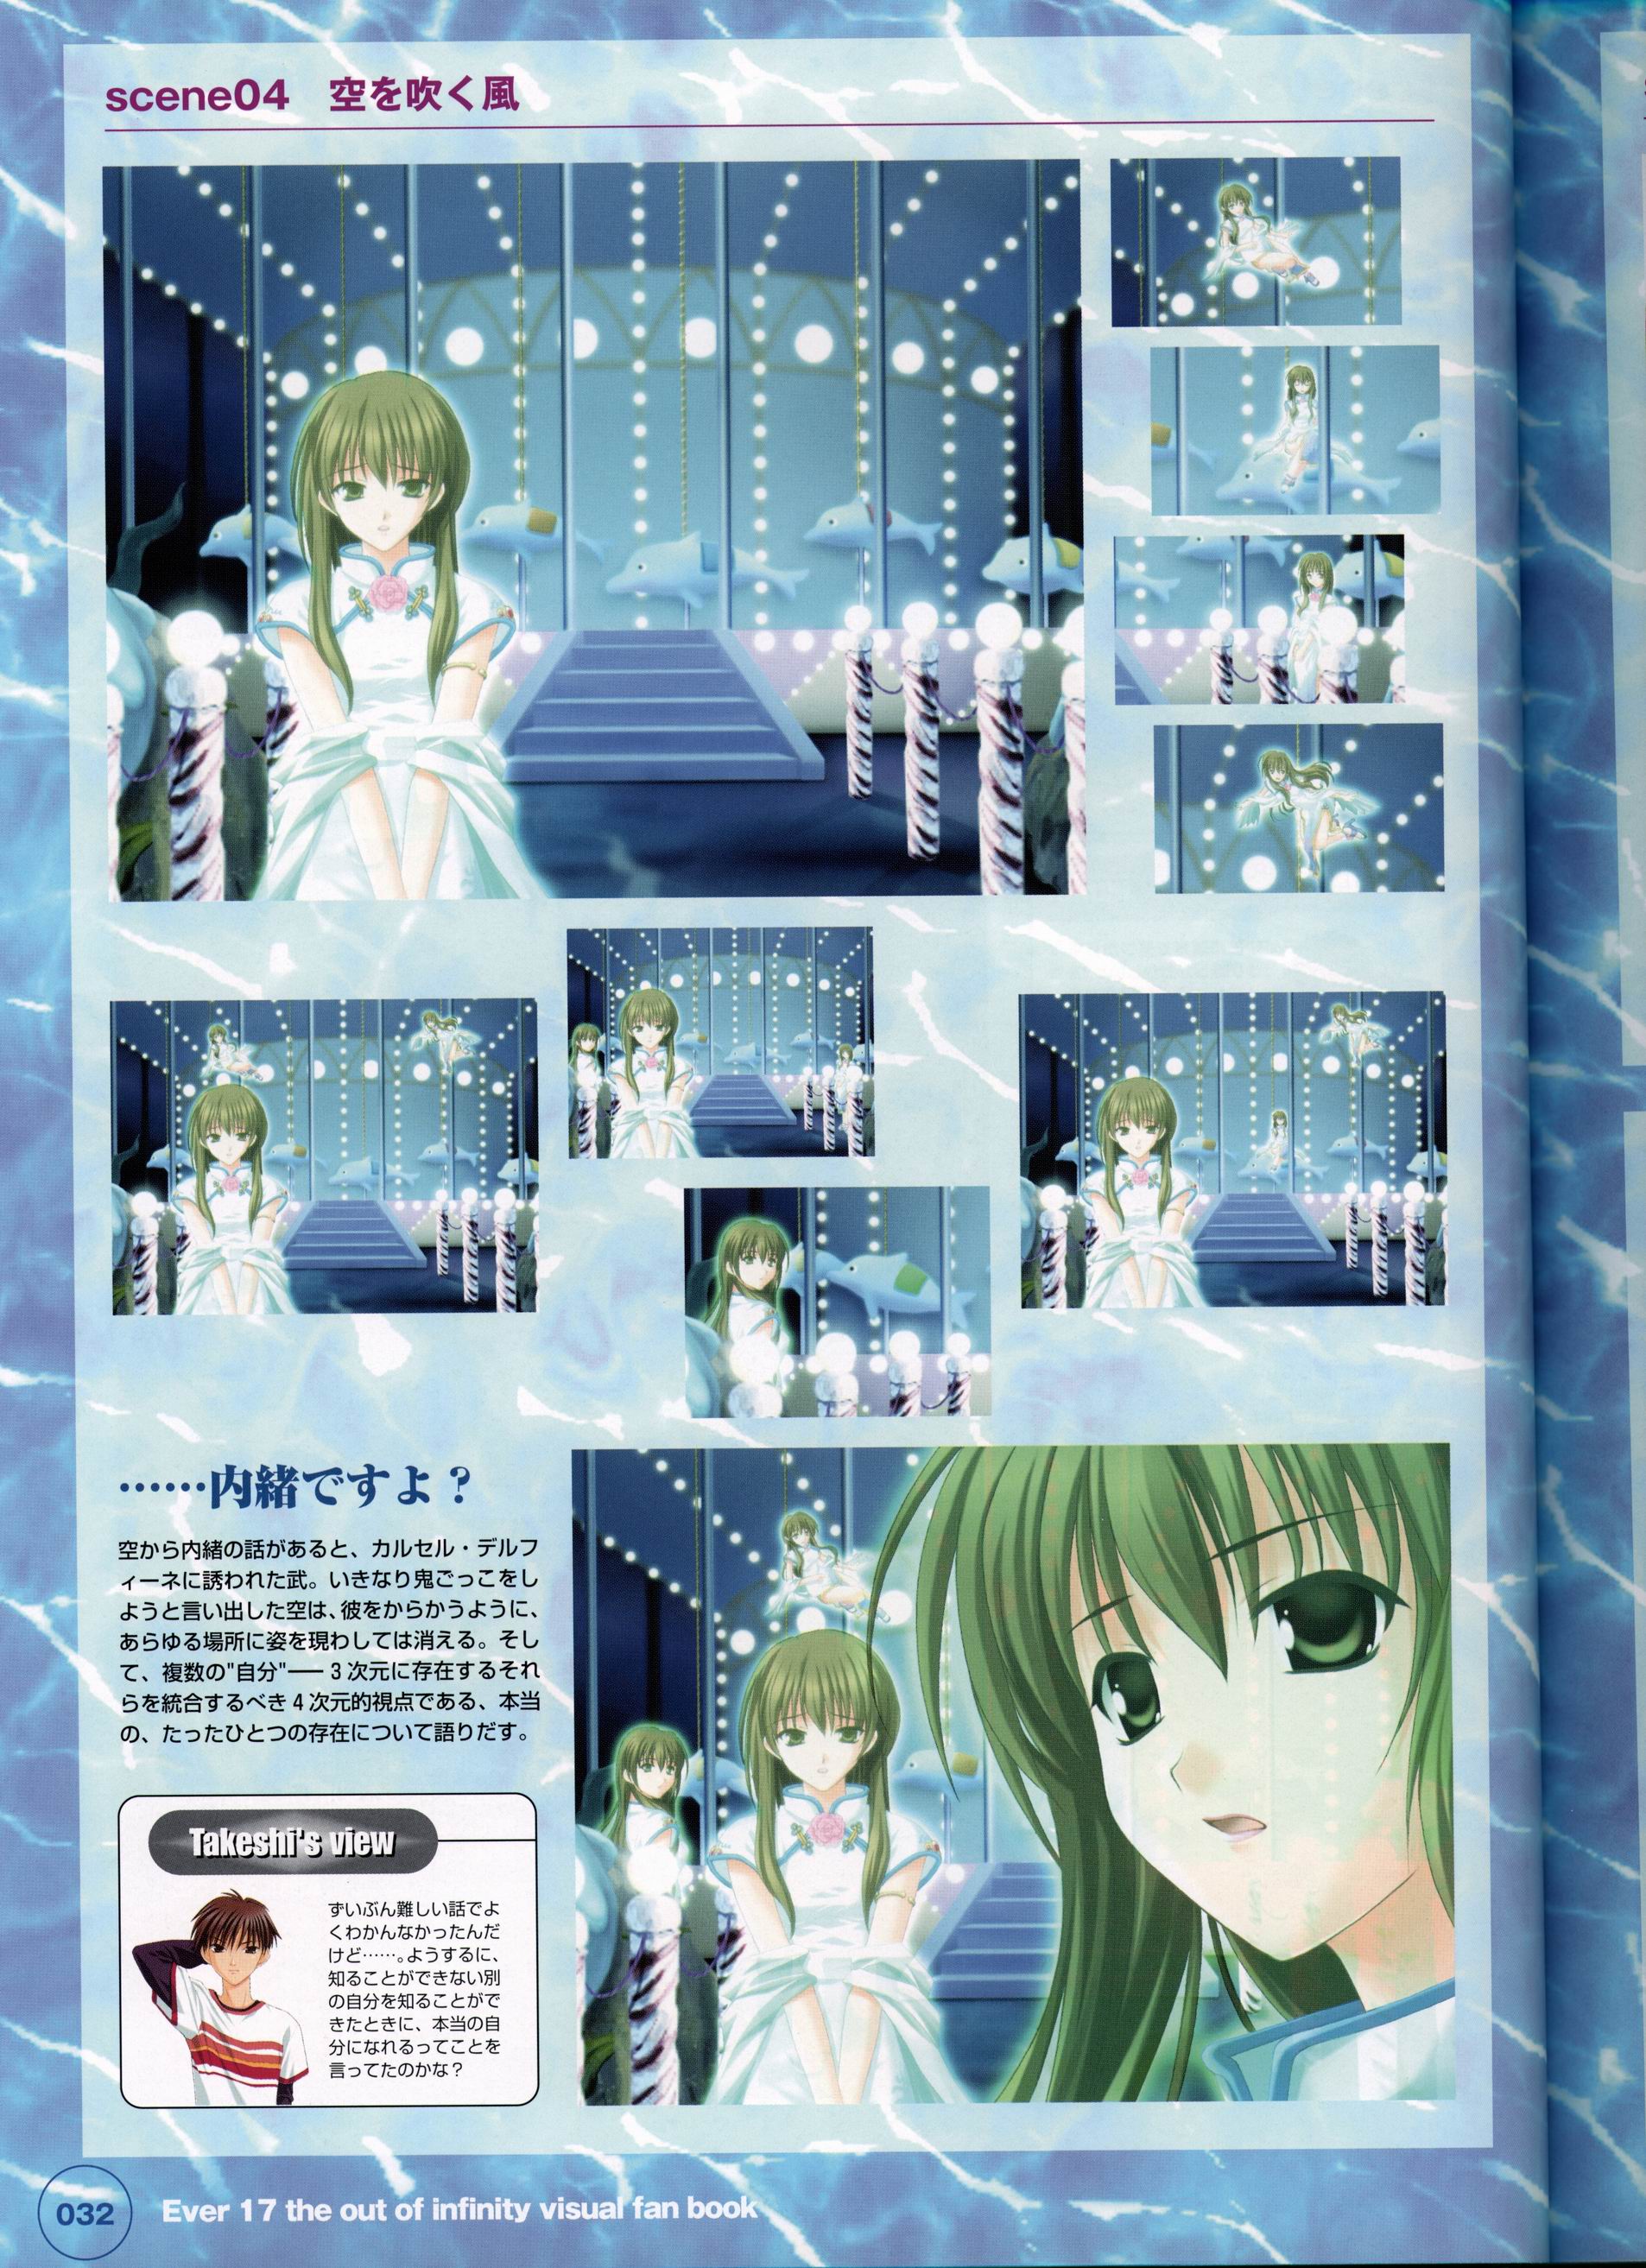 scene04　空を吹く風
……内緒ですよ？
空から内緒の話があると、カルセル・デルフ
ィーネに誘われた武。いきなり鬼ごっこをし
ようと言い出した空は、彼をからかうように、
あらゆる場所に姿を現わしては消える。そし
て、複数の"自分"── 3 次元に存在するそれ
らを統合するべき 4 次元的視点である、本当
の、たったひとつの存在について語りだす。
Takeshi's view
ずいぶん難しい話でよ
くわかんなかったんだ
けど……。ようするに、
知ることができない別
の自分を知ることがで
きたときに、本当の自
分になれるってことを
言ってたのかな？
032
Ever 17 the out of infinity visual fan book